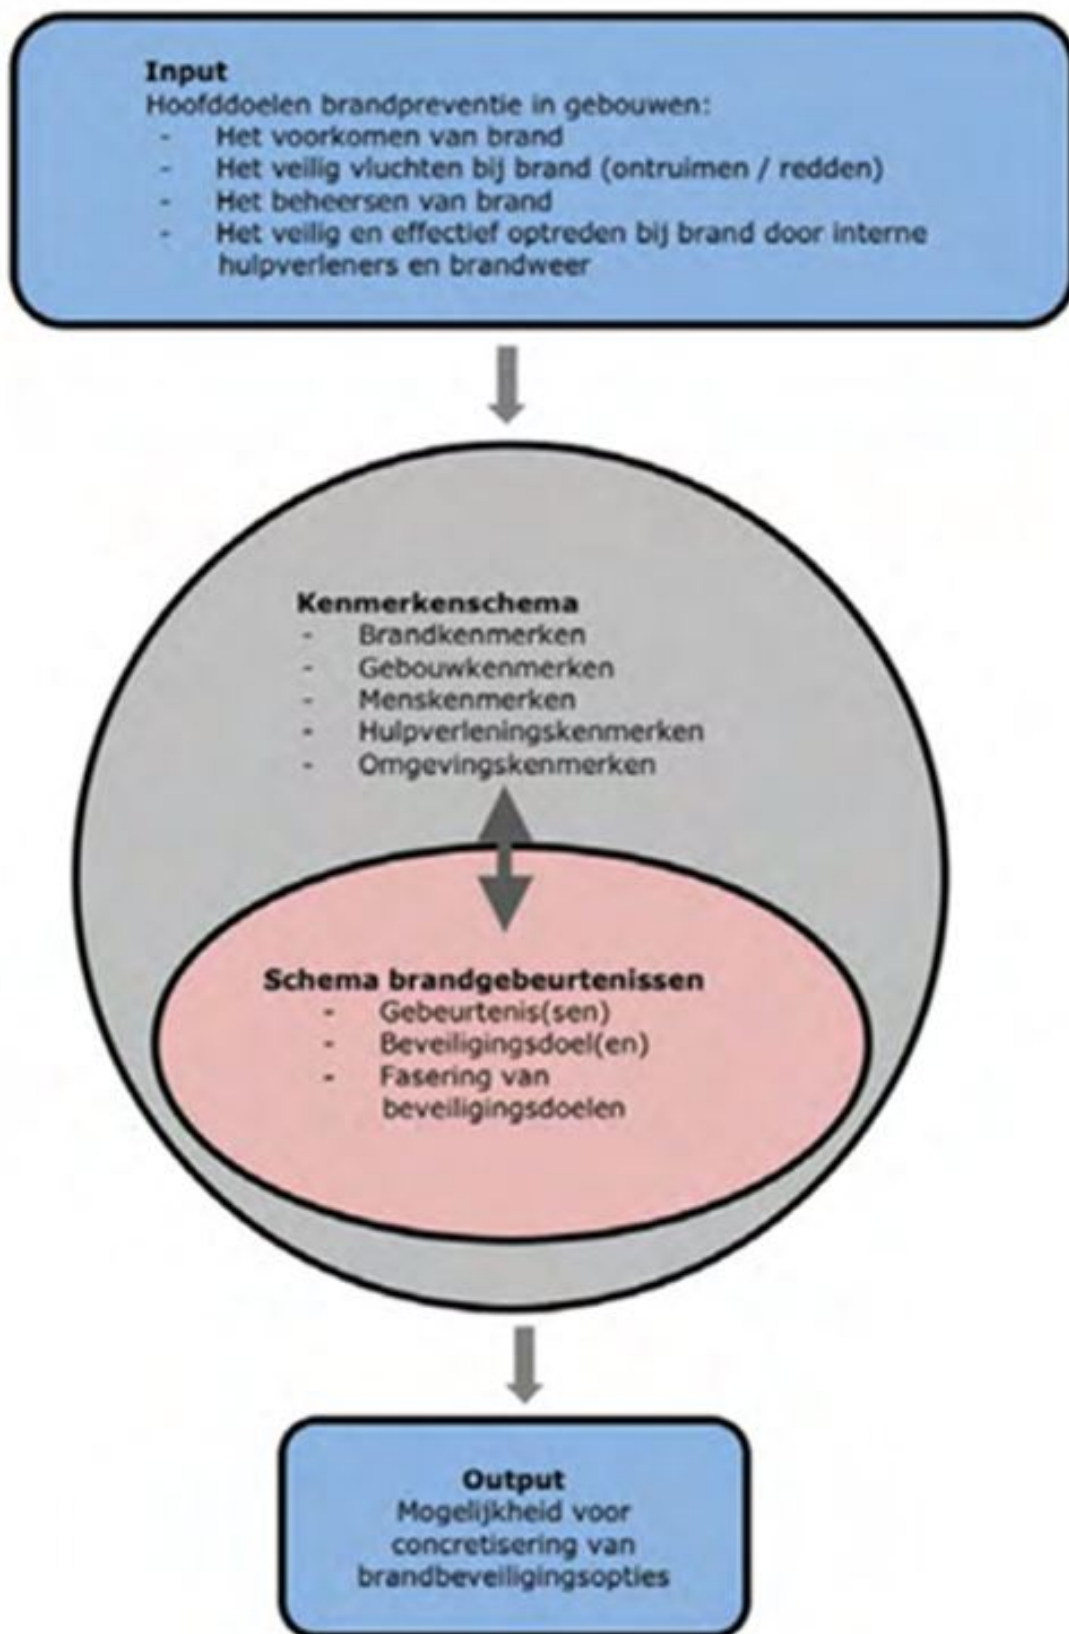 Input
Hoofddoelen brandpreventie in gebouwen:
- Het voorkomen van brand
- Het veilig vluchten bij brand (ontruimen / redden)
- Het beheersen van brand
- Het veilig en effectief optreden bij brand door interne
hulpverleners en brandweer
Kenmerkenschema
- Brandkenmerken
- Gebouwkenmerken
- Menskenmerken
- Hulpverleningskenmerken
- Omgevingskenmerken
Schema brandgebeurtenissen
- Gebeurtenis(sen)
- Beveiligingsdoel(en)
- Fasering van
beveiligingsdoelen
Output
Mogelijkheid voor
concretisering van
brandbeveiligingsopties